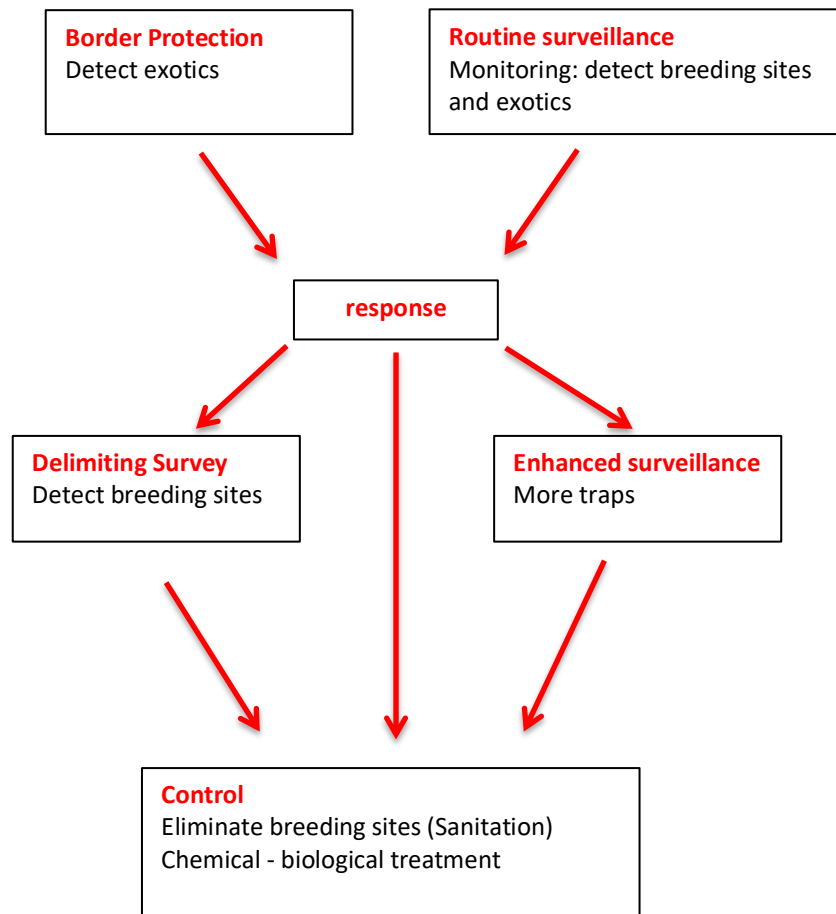 Border Protection
Detect exotics
Routine surveillance
Monitoring: detect breeding sites
and exotics
response
Delimiting Survey
Detect breeding sites
Enhanced surveillance
More traps
Control
Eliminate breeding sites (Sanitation)
Chemical - biological treatment